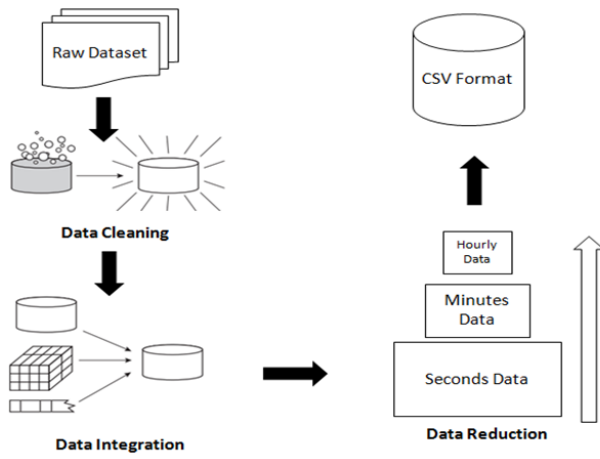 Raw Dataset
Data Cleaning
Data Integration
CSV Format
Hourly
Data
Minutes
Data
Seconds Data
Data Reduction